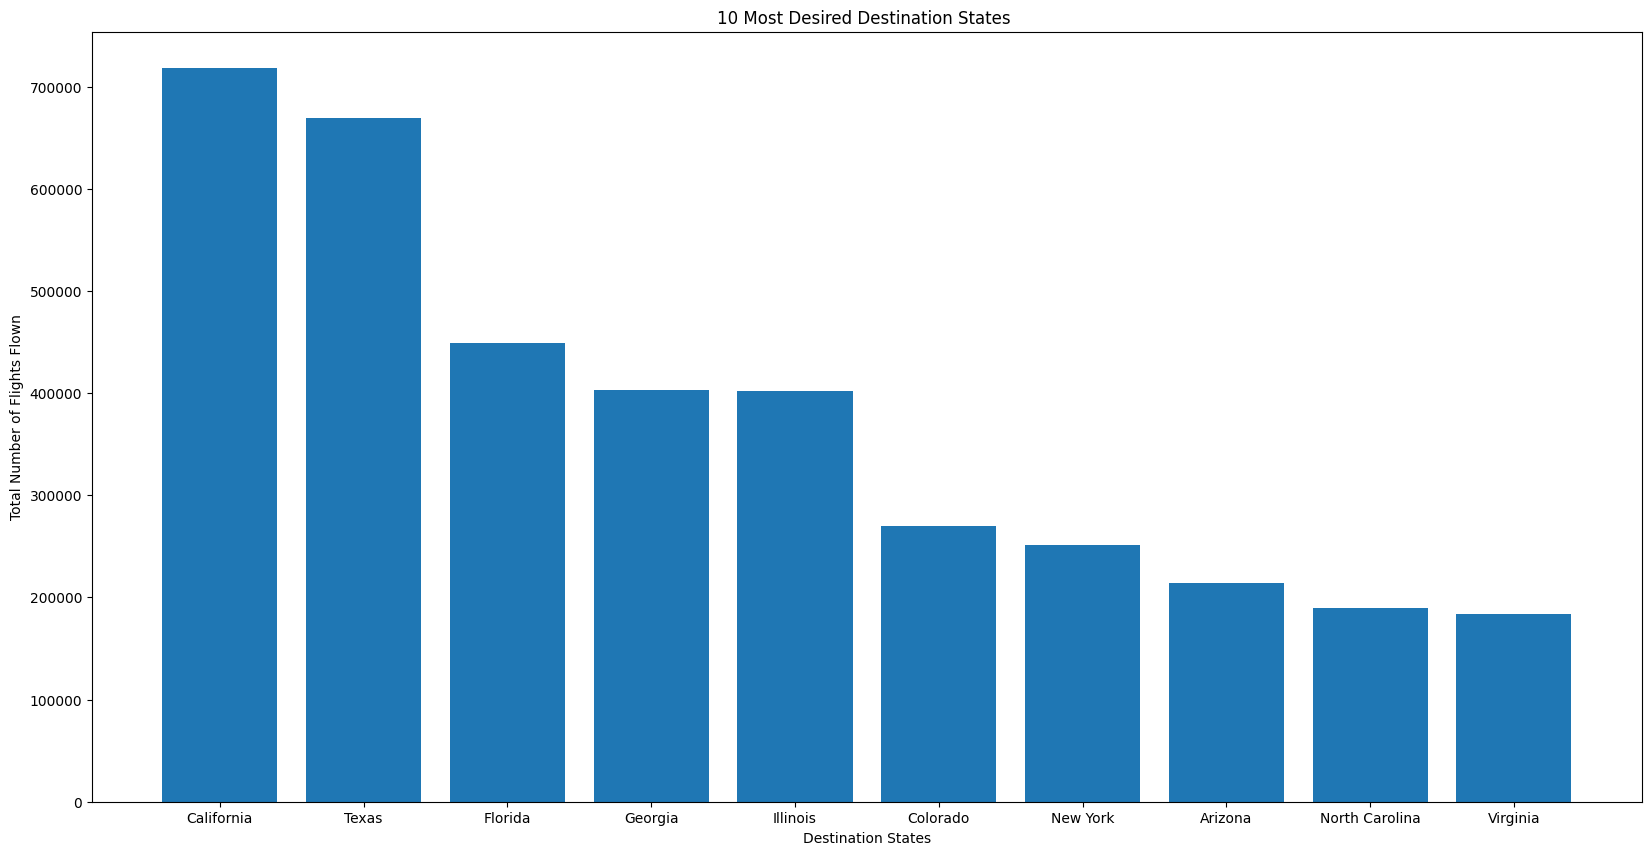 10 Most Desired Destination States
Total Number of Flights Flown
700000
600000
500000
400000
300000
200000
100000
0
California Texas Florida Georgia Illinois Colorado New York Arizona North Carolina Virginia
Destination States